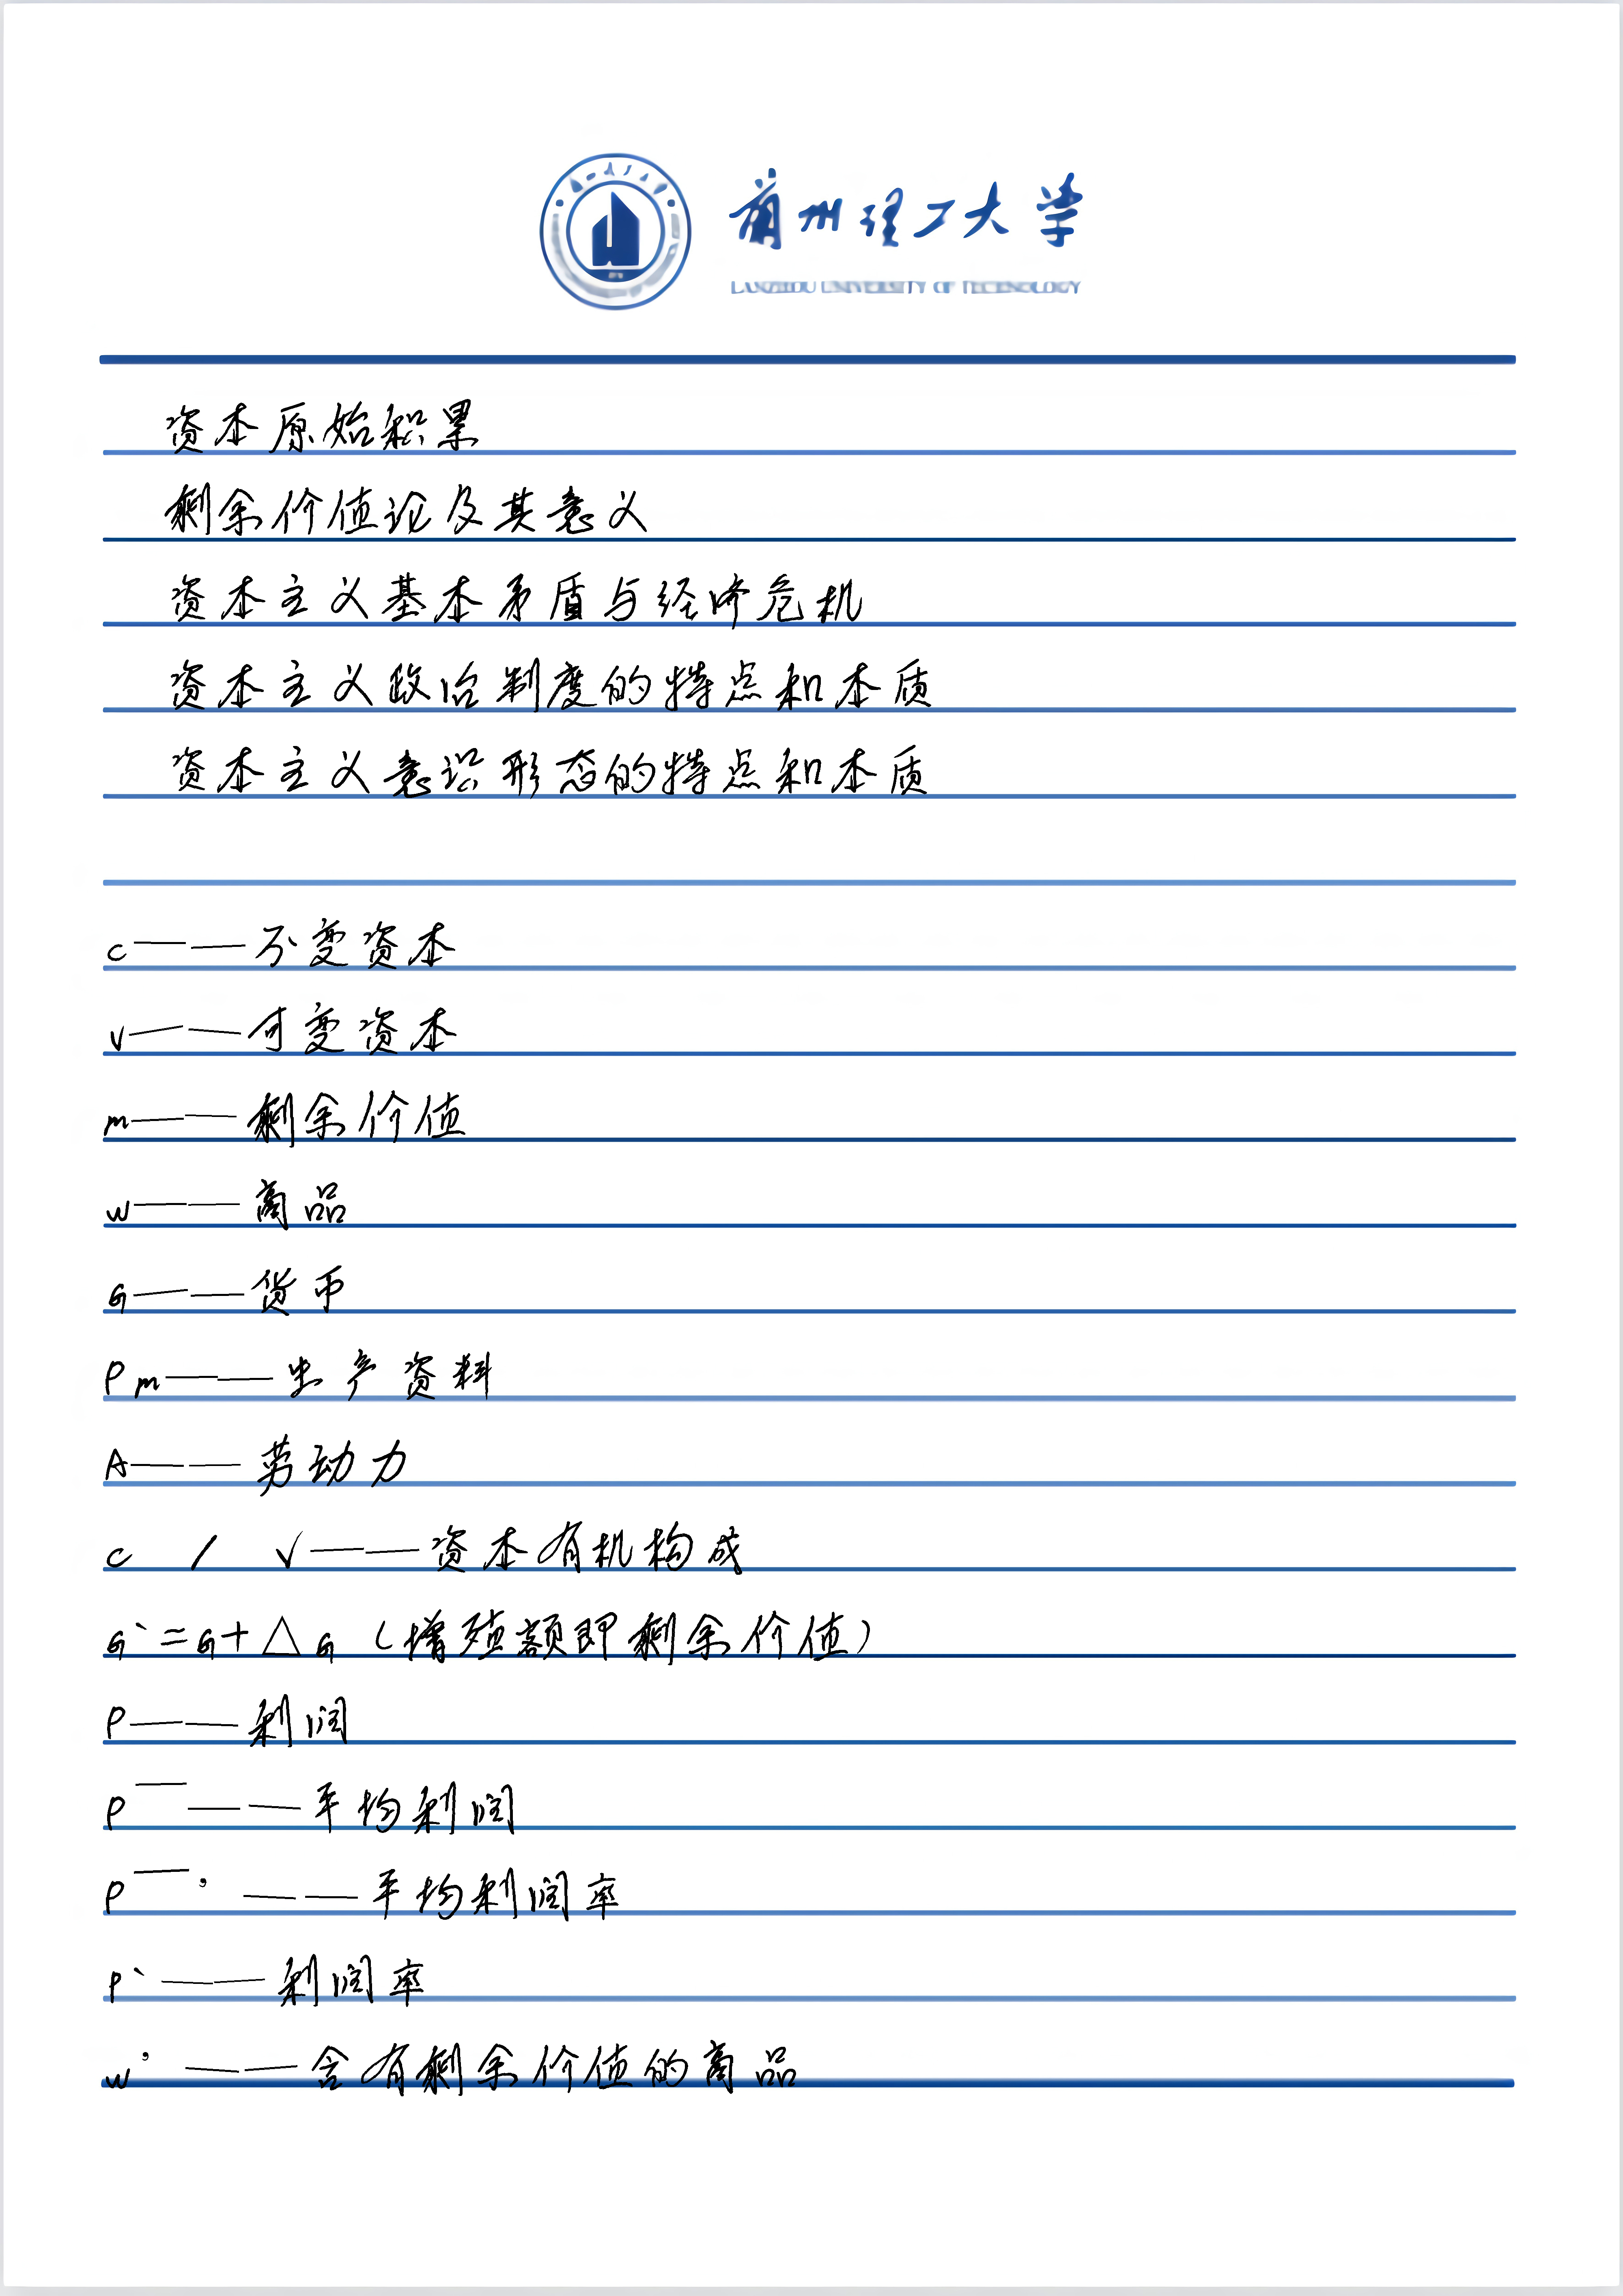 兰州理工大学
LANZHOU UNIVERSITY OF TECHNOLOGY
资本原始积累
剩余价值论及其意义
资本主义基本矛盾与经济危机
资本主义政治制度的特点和本质
资本主义意识形态的特点和本质
c——不变资本
v——可变资本
m——剩余价值
w——商品
G——货币
Pm——生产资料
A——劳动力
c / v——资本有机构成
G`=G+△G（增殖额即剩余价值）
P——利润
P¯——平均利润
P¯’——平均利润率
P`——利润率
w’——含有剩余价值的商品